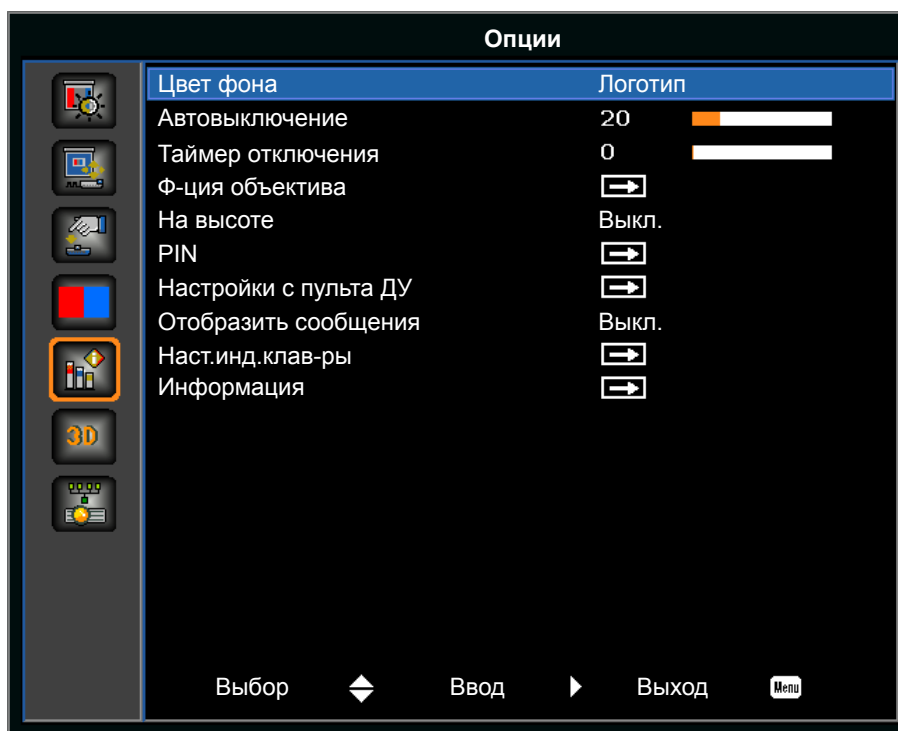 Опции
Цвет фона Логотип
Автовыключение 20
Таймер отключения 0
Ф-ция объектива
На высоте Выкл.
PIN
Настройки с пульта ДУ
Отобразить сообщения Выкл.
Наст.инд.клав-ры
Информация
3D
Выбор Ввод Выход Menu